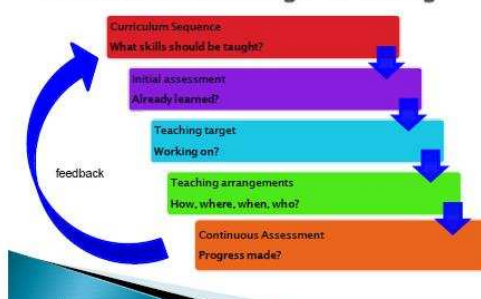 Curriculum Sequence
What skills should be taught?
Initial assessment
Already learned?
Teaching target
Working on?
feedback
Teaching arrangements
How, where, when, who?
Continuous Assessment
Progress made?